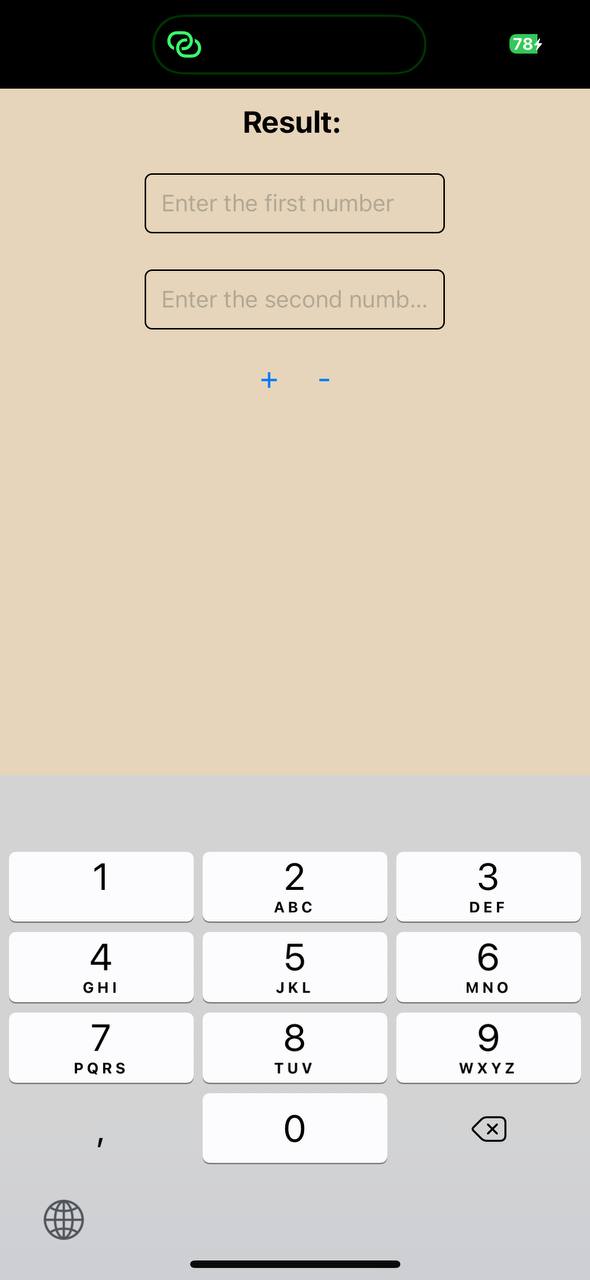 78
Result:
Enter the first number
Enter the second numb...
+ -
1 2 3
ABC DEF
4 5 6
GHI JKL MNO
7 8 9
PQRS TUV WXYZ
, 0